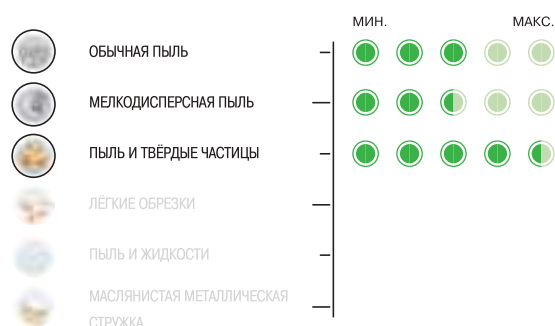 МИН. МАКС.
ОБЫЧНАЯ ПЫЛЬ
МЕЛКОДИСПЕРСНАЯ ПЫЛЬ
ПЫЛЬ И ТВЁРДЫЕ ЧАСТИЦЫ
ЛЁГКИЕ ОБРЕЗКИ
ПЫЛЬ И ЖИДКОСТИ
МАСЛЯНИСТАЯ МЕТАЛЛИЧЕСКАЯ
СТРУЖКА